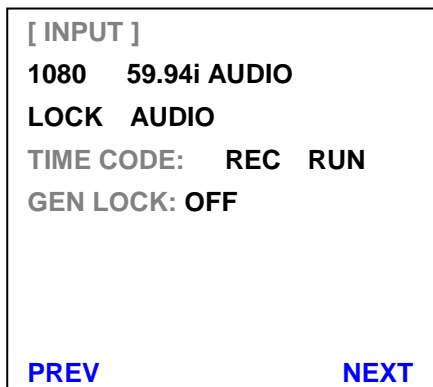 [ INPUT ]
1080 59.94i AUDIO
LOCK AUDIO
TIME CODE: REC RUN
GEN LOCK: OFF
PREV NEXT